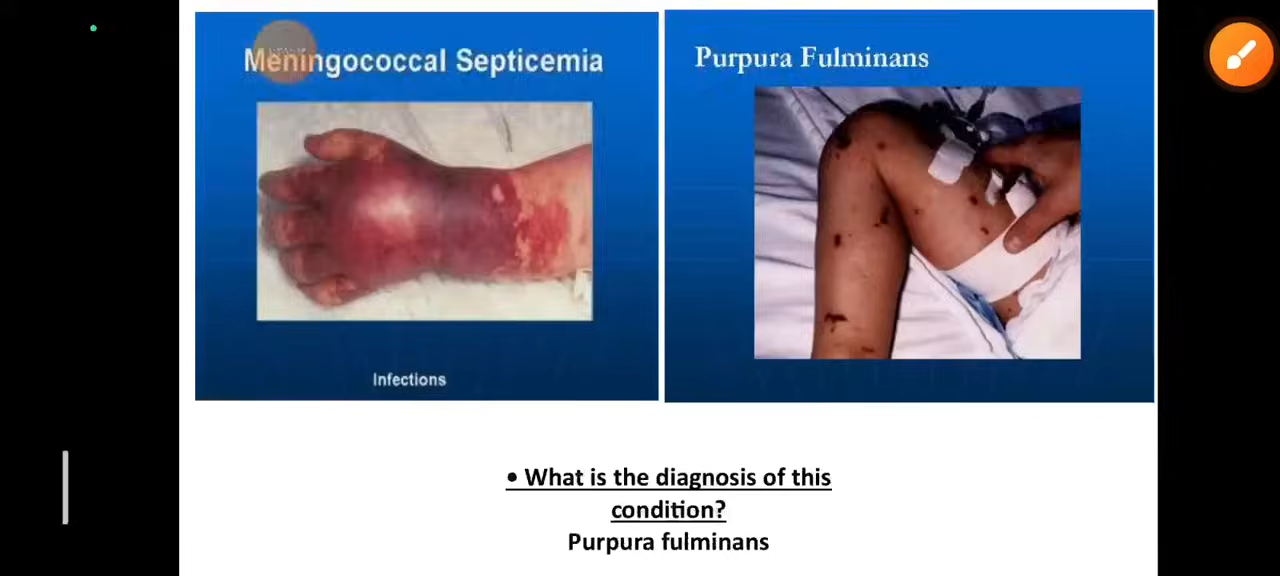 Meningococcal Septicemia
Infections
Purpura Fulminans
• What is the diagnosis of this
condition?
Purpura fulminans